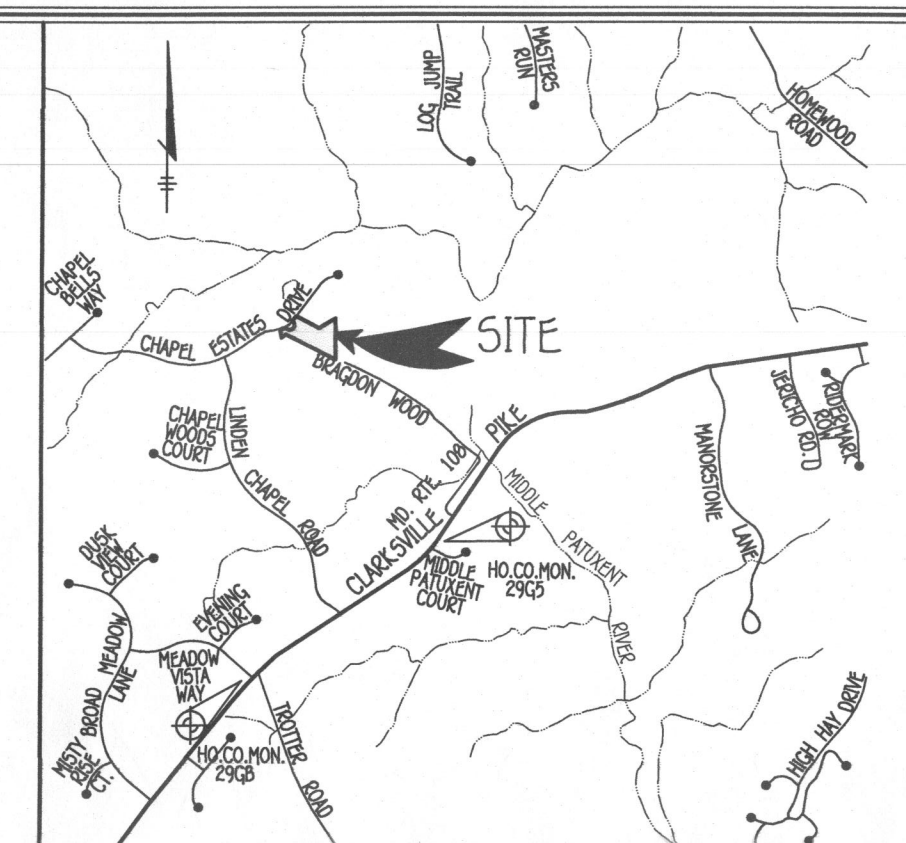 LOG JUMP
TRAIL
MASTERS
RUN
HOMEWOOD
ROAD
CHAPEL
BELLS
WAY
CHAPEL ESTATES DRIVE
SITE
BRAGDON WOOD
CHAPEL
WOODS
COURT
LINDEN CHAPEL ROAD
MD. RTE. 108
CLARKSVILLE PIKE
MANORSTONE LANE
JERICHO RD. D
RIDERMARK
ROW
MIDDLE PATUXENT RIVER
MIDDLE
PATUXENT
COURT
HO.CO.MON.
29G5
DUSK
VIEW
COURT
EVENING
COURT
MEADOW
VISTA
WAY
BROAD MEADOW
LANE
MISTY
RISE
CT.
HO.CO.MON.
29GB
TROTTER ROAD
HIGH HAY DRIVE